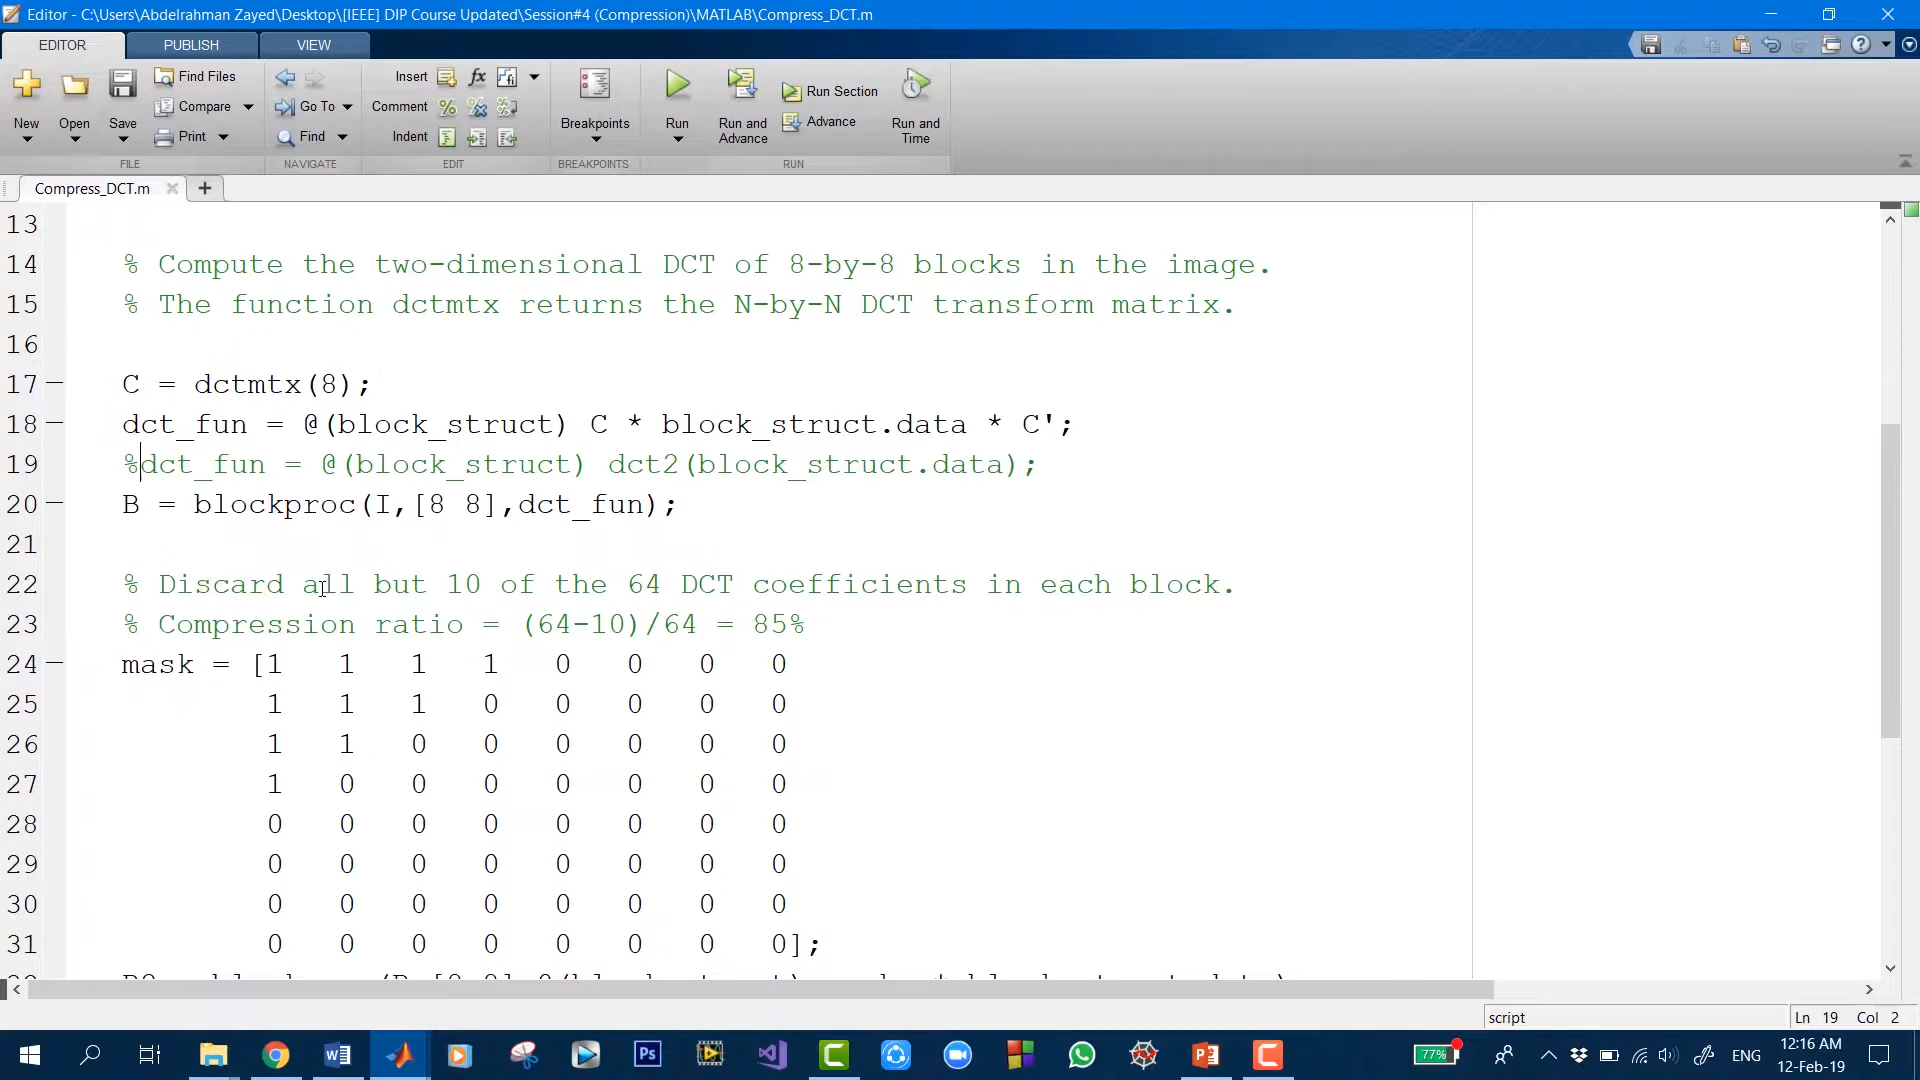 Editor - C:\Users\Abdelrahman Zayed\Desktop\[IEEE] DIP Course Updated\Session#4 (Compression)\MATLAB\Compress_DCT.m
EDITOR PUBLISH VIEW
New Open Save
Find Files
Compare
Print
FILE
Go To
Find
NAVIGATE
Insert fx
Comment
Indent
EDIT
Breakpoints
BREAKPOINTS
Run
Run and Advance
Run Section
Advance
Run and Time
RUN
Compress_DCT.m
13
14 % Compute the two-dimensional DCT of 8-by-8 blocks in the image.
15 % The function dctmtx returns the N-by-N DCT transform matrix.
16
17 C = dctmtx(8);
18 dct_fun = @(block_struct) C * block_struct.data * C';
19 %dct_fun = @(block_struct) dct2(block_struct.data);
20 B = blockproc(I,[8 8],dct_fun);
21
22 % Discard all but 10 of the 64 DCT coefficients in each block.
23 % Compression ratio = (64-10)/64 = 85%
24 mask = [1 1 1 1 0 0 0 0
25 1 1 1 0 0 0 0 0
26 1 1 0 0 0 0 0 0
27 1 0 0 0 0 0 0 0
28 0 0 0 0 0 0 0 0
29 0 0 0 0 0 0 0 0
30 0 0 0 0 0 0 0 0
31 0 0 0 0 0 0 0 0];
script
Ln 19 Col 2
77%
ENG
12:16 AM
12-Feb-19